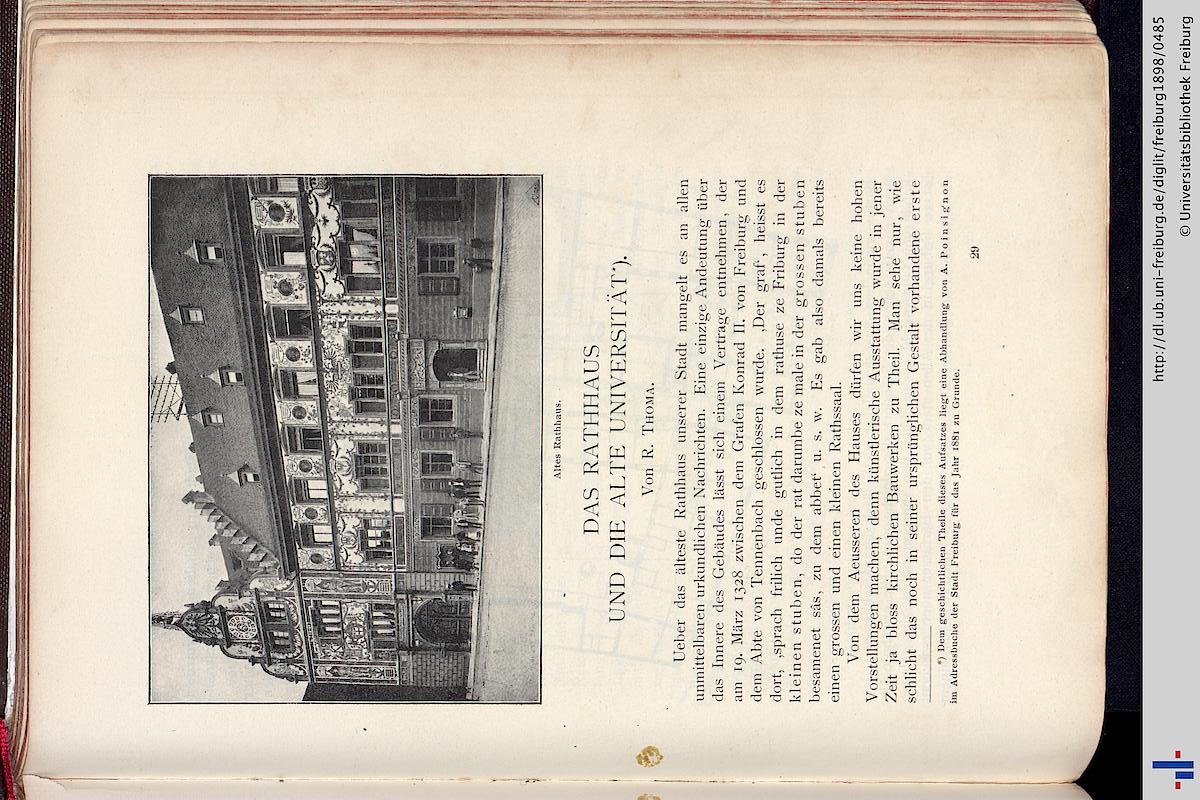 Altes Rathhaus.
DAS RATHHAUS
UND DIE ALTE UNIVERSITÄT*).
Von R. Thoma.
Ueber das älteste Rathhaus unserer Stadt mangelt es an allen
unmittelbaren urkundlichen Nachrichten. Eine einzige Andeutung über
das Innere des Gebäudes lässt sich einem Vertrage entnehmen, der
am 19. März 1328 zwischen dem Grafen Konrad II. von Freiburg und
dem Abte von Tennenbach geschlossen wurde. ‚Der graf‘, heisst es
dort, ‚sprach frilich unde gutlich in dem rathuse ze Friburg in der
kleinen stuben, do der rat darumbe ze male in der grossen stuben
besamenet sâs, zu dem abbet‘ u. s. w. Es gab also damals bereits
einen grossen und einen kleinen Rathssaal.
Von dem Aeusseren des Hauses dürfen wir uns keine hohen
Vorstellungen machen, denn künstlerische Ausstattung wurde in jener
Zeit ja bloss kirchlichen Bauwerken zu Theil. Man sehe nur, wie
schlicht das noch in seiner ursprünglichen Gestalt vorhandene erste
*) Dem geschichtlichen Theile dieses Aufsatzes liegt eine Abhandlung von A. Poinsignon
im Adressbuche der Stadt Freiburg für das Jahr 1881 zu Grunde.
29
http://dl.ub.uni-freiburg.de/diglit/freiburg1898/0485
© Universitätsbibliothek Freiburg